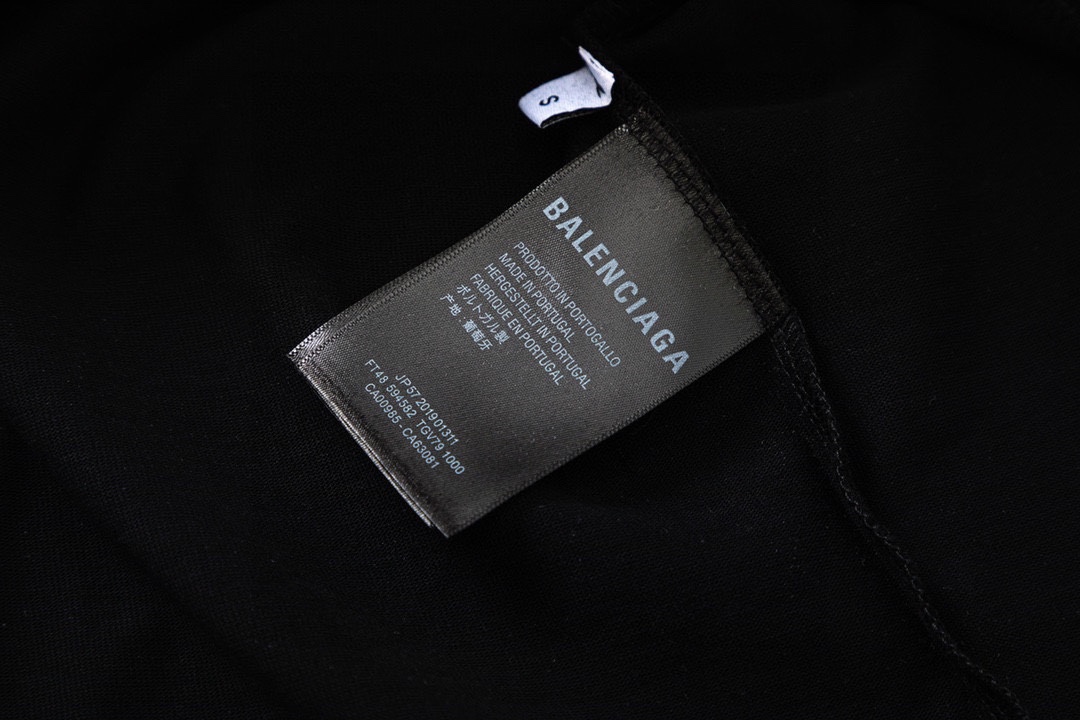 S
BALENCIAGA
PRODOTTO IN PORTOGALLO
MADE IN PORTUGAL
HERGESTELLT IN PORTUGAL
FABRIQUE EN PORTUGAL
ポルトガル製
产地:葡萄牙
JP57 201901311
FT48 594582 TGV79 1000
CA00985 - CA63081